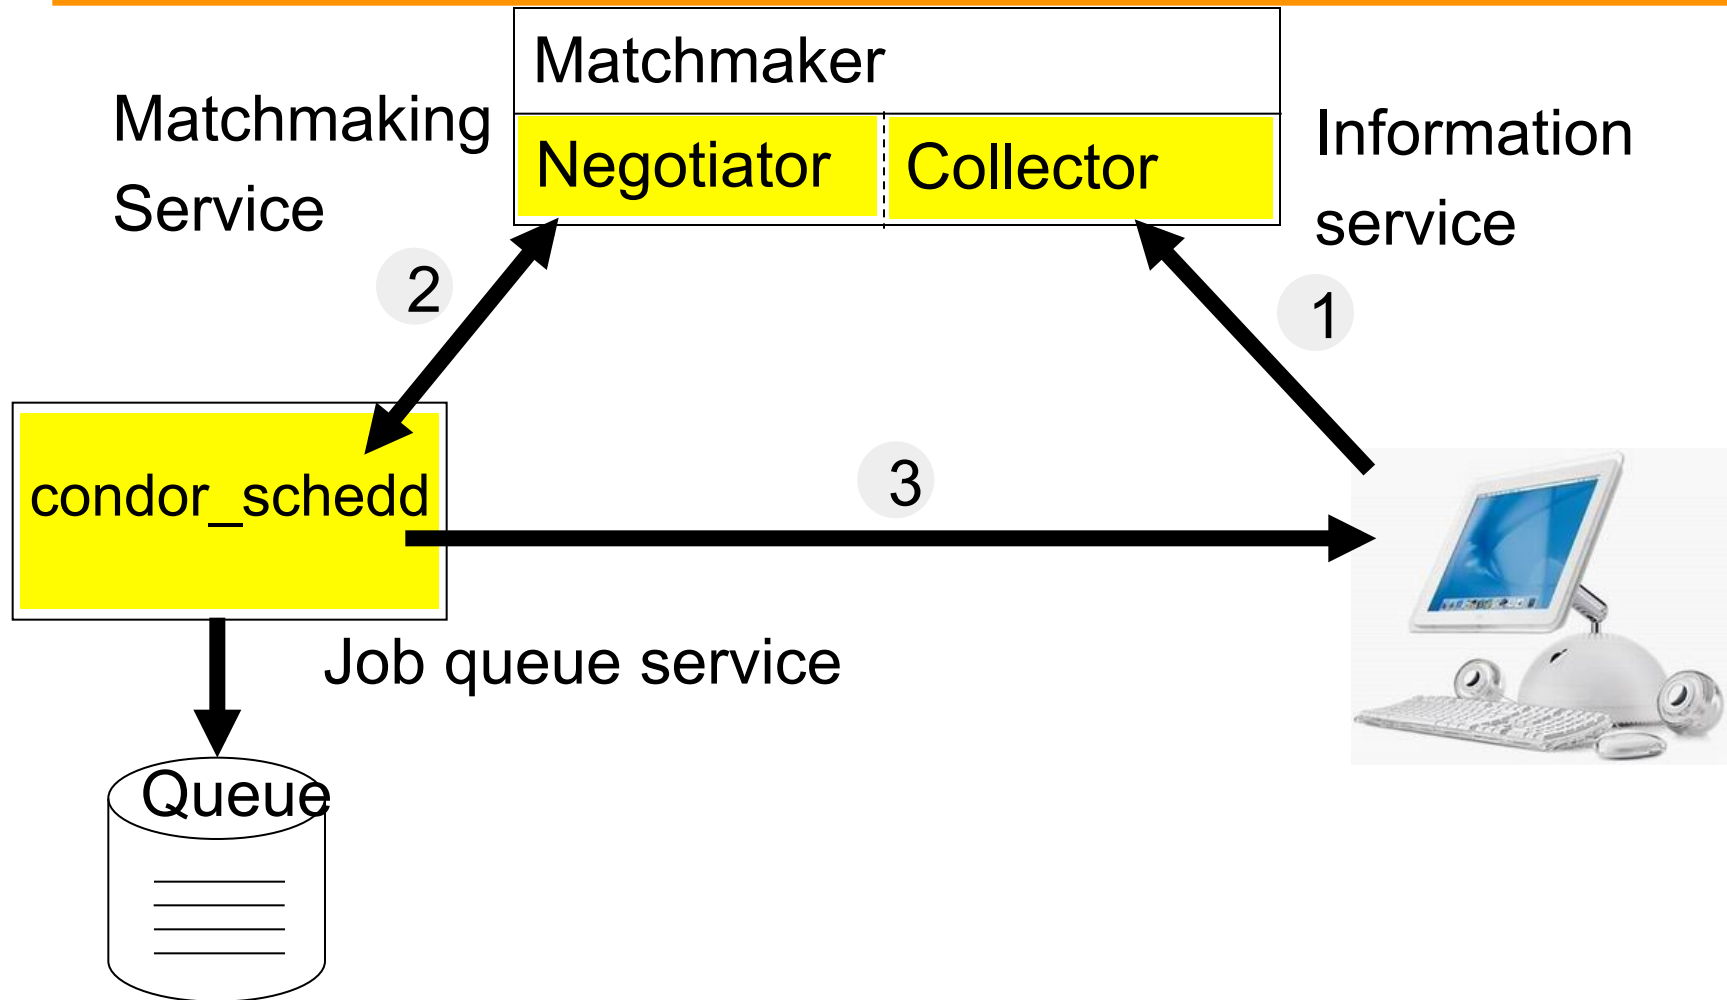 Matchmaker
Matchmaking
Service
Negotiator
Collector
Information
service
2
1
condor_schedd
3
Job queue service
Queue